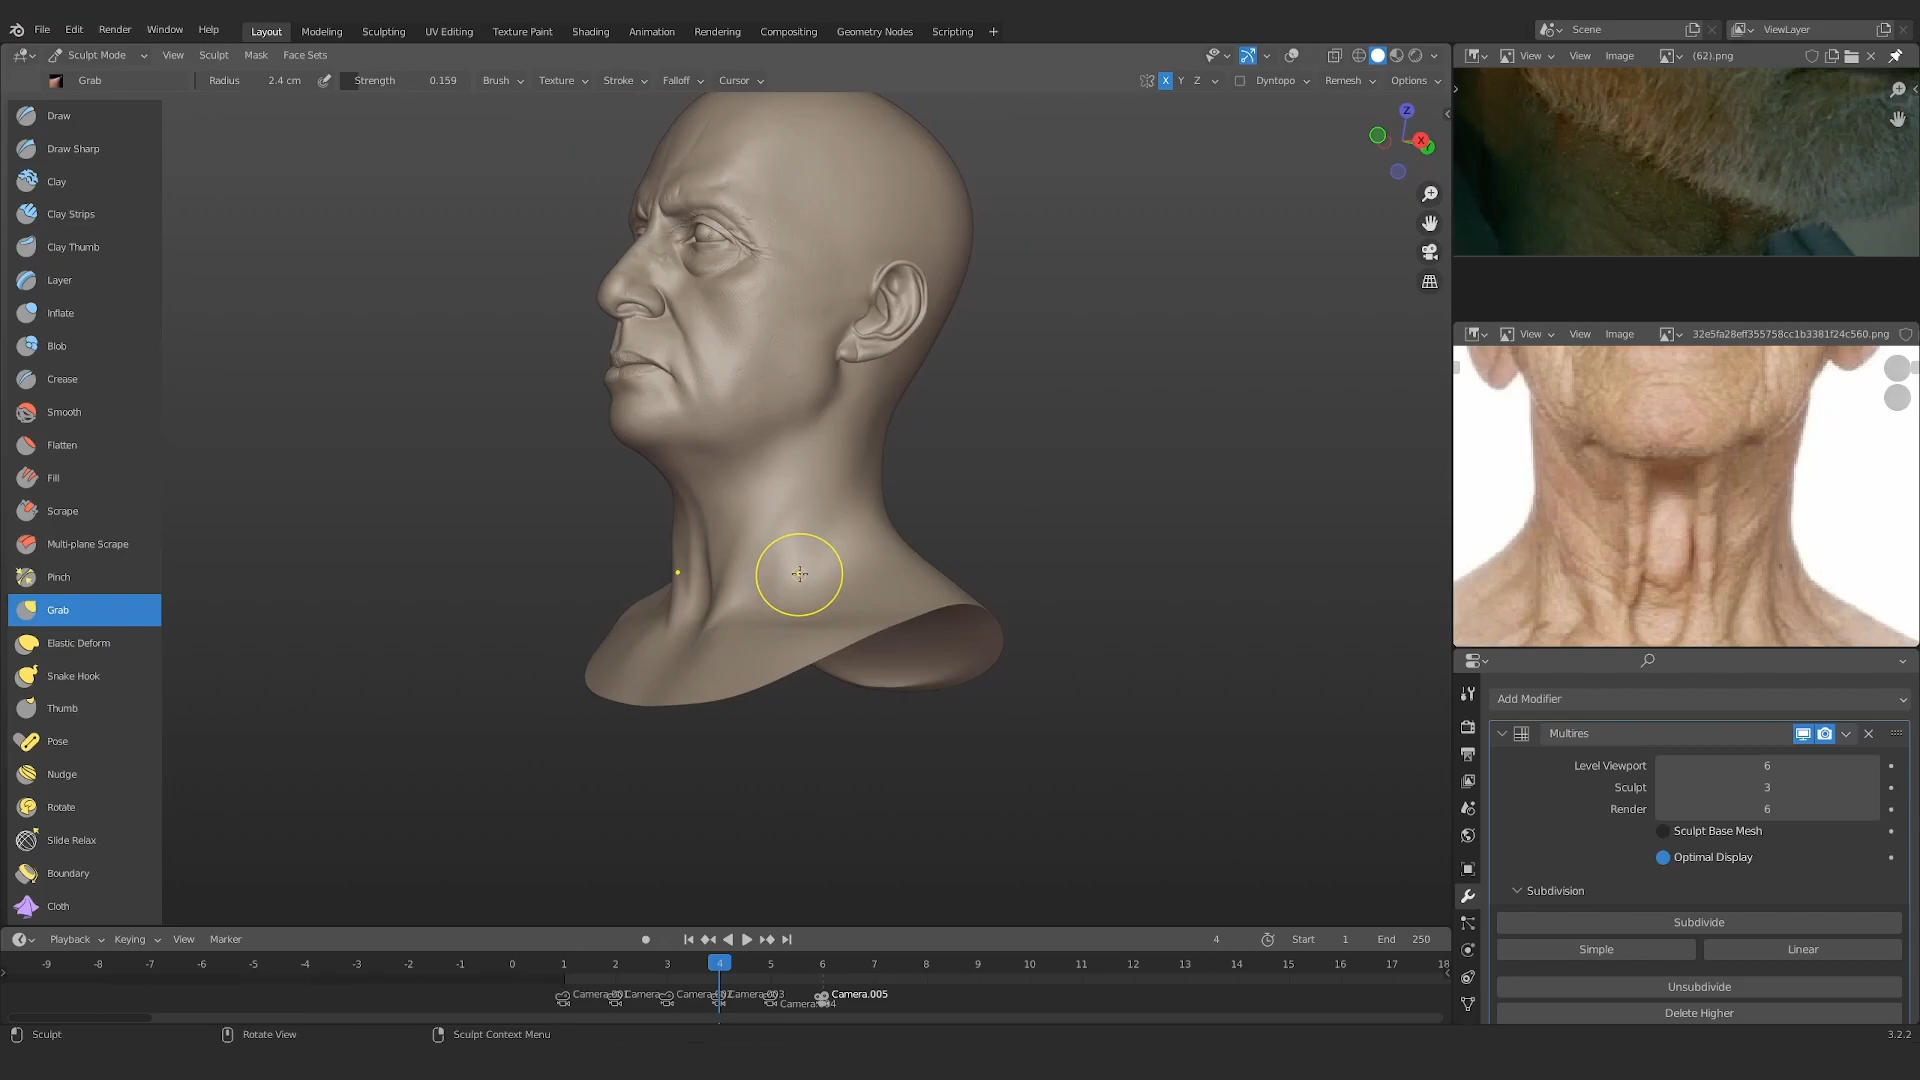 File Edit Render Window Help Layout Modeling Sculpting UV Editing Texture Paint Shading Animation Rendering Compositing Geometry Nodes Scripting + Scene ViewLayer
Sculpt Mode View Sculpt Mask Face Sets View View Image (62).png
Grab Radius 2.4 cm Strength 0.159 Brush Texture Stroke Falloff Cursor X Y Z Dyntopo Remesh Options
Draw
Draw Sharp
Clay
Clay Strips
Clay Thumb
Layer
Inflate
Blob
Crease
Smooth
Flatten
Fill
Scrape
Multi-plane Scrape
Pinch
Grab
Elastic Deform
Snake Hook
Thumb
Pose
Nudge
Rotate
Slide Relax
Boundary
Cloth
Z
X
Y
View View Image 32e5fa28eff355758cc1b3381f24c560.png
Add Modifier
Multires
Level Viewport 6
Sculpt 3
Render 6
Sculpt Base Mesh
Optimal Display
Subdivision
Subdivide
Simple Linear
Unsubdivide
Delete Higher
Playback Keying View Marker 4 Start 1 End 250
-9 -8 -7 -6 -5 -4 -3 -2 -1 0 1 2 3 4 5 6 7 8 9 10 11 12 13 14 15 16 17 18
Camera.001 Camera Camera.002 Camera.003 Camera.005
Sculpt Rotate View Sculpt Context Menu 3.2.2